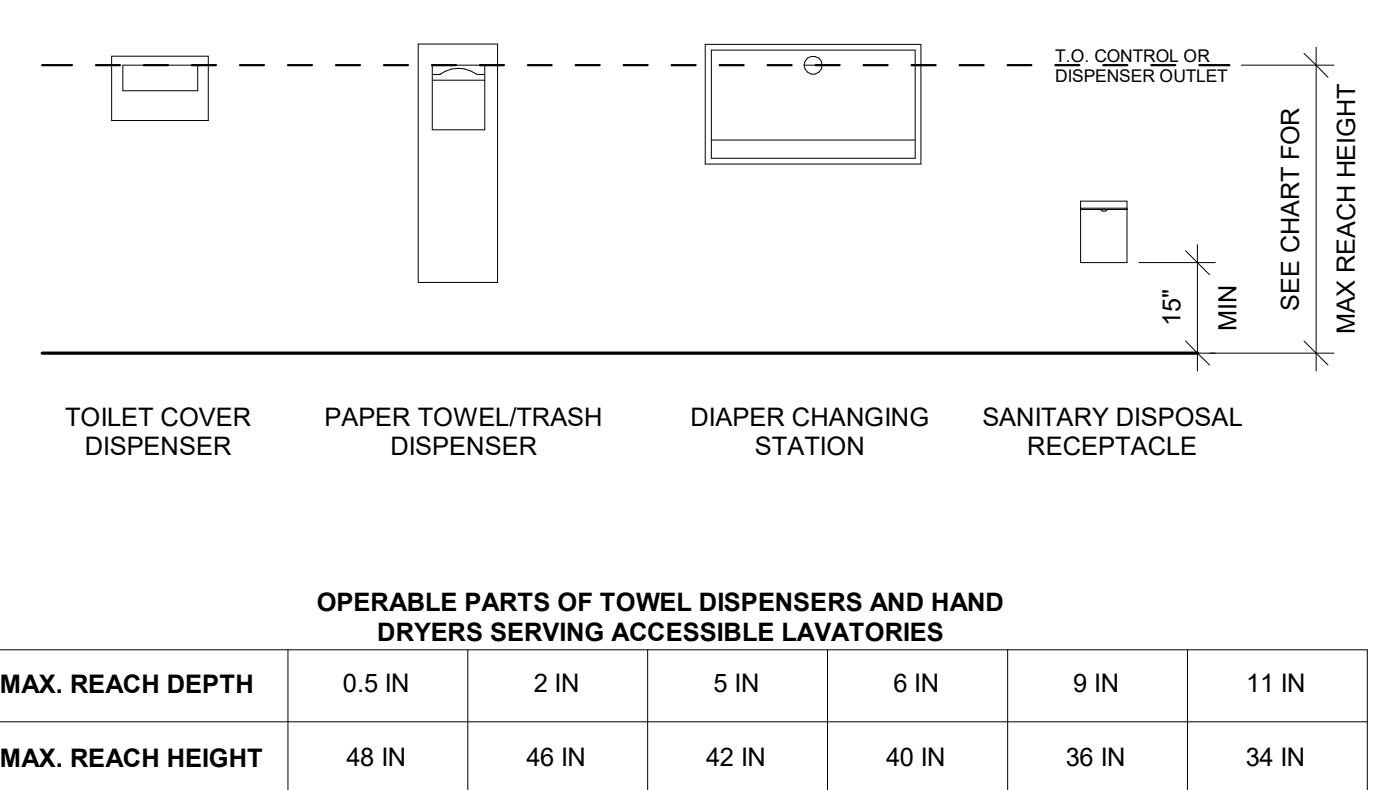 T.O. CONTROL OR
DISPENSER OUTLET
SEE CHART FOR
MAX REACH HEIGHT
15"
MIN
TOILET COVER
DISPENSER
PAPER TOWEL/TRASH
DISPENSER
DIAPER CHANGING
STATION
SANITARY DISPOSAL
RECEPTACLE
OPERABLE PARTS OF TOWEL DISPENSERS AND HAND
DRYERS SERVING ACCESSIBLE LAVATORIES
MAX. REACH DEPTH 0.5 IN 2 IN 5 IN 6 IN 9 IN 11 IN
MAX. REACH HEIGHT 48 IN 46 IN 42 IN 40 IN 36 IN 34 IN